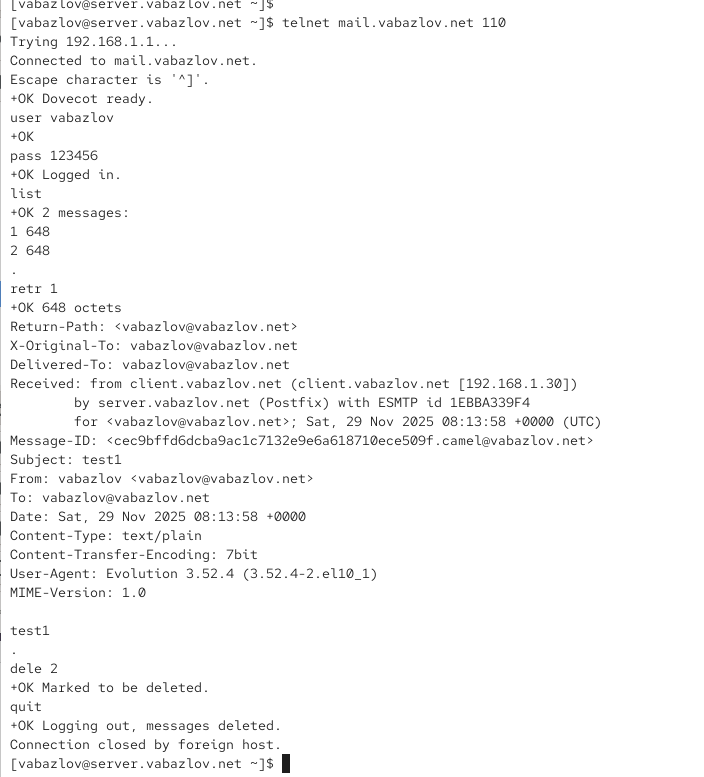 [vabazlov@server.vabazlov.net ~]$
[vabazlov@server.vabazlov.net ~]$ telnet mail.vabazlov.net 110
Trying 192.168.1.1...
Connected to mail.vabazlov.net.
Escape character is '^]'.
+OK Dovecot ready.
user vabazlov
+OK
pass 123456
+OK Logged in.
list
+OK 2 messages:
1 648
2 648
.
retr 1
+OK 648 octets
Return-Path: <vabazlov@vabazlov.net>
X-Original-To: vabazlov@vabazlov.net
Delivered-To: vabazlov@vabazlov.net
Received: from client.vabazlov.net (client.vabazlov.net [192.168.1.30])
        by server.vabazlov.net (Postfix) with ESMTP id 1EBBA339F4
        for <vabazlov@vabazlov.net>; Sat, 29 Nov 2025 08:13:58 +0000 (UTC)
Message-ID: <cec9bffd6dcba9ac1c7132e9e6a618710ece509f.camel@vabazlov.net>
Subject: test1
From: vabazlov <vabazlov@vabazlov.net>
To: vabazlov@vabazlov.net
Date: Sat, 29 Nov 2025 08:13:58 +0000
Content-Type: text/plain
Content-Transfer-Encoding: 7bit
User-Agent: Evolution 3.52.4 (3.52.4-2.el10_1)
MIME-Version: 1.0

test1
.
dele 2
+OK Marked to be deleted.
quit
+OK Logging out, messages deleted.
Connection closed by foreign host.
[vabazlov@server.vabazlov.net ~]$